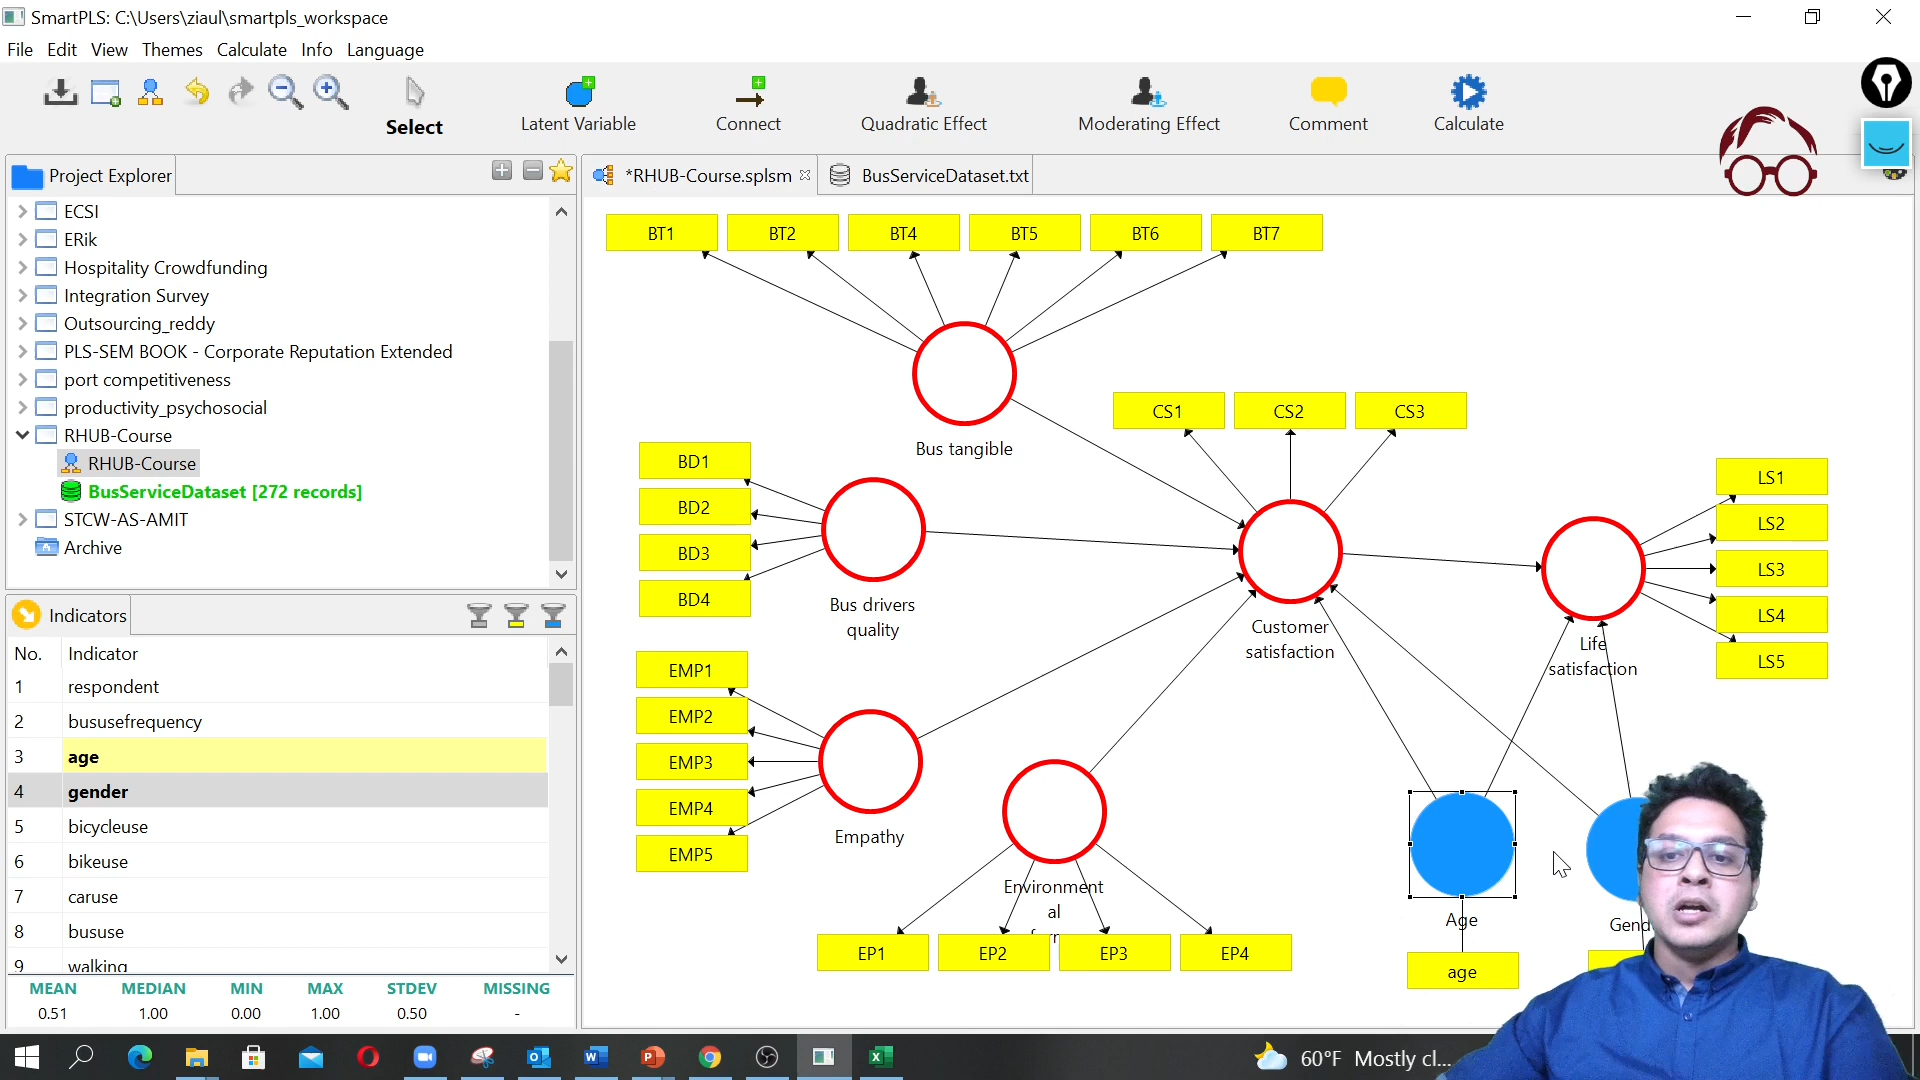 SmartPLS: C:\Users\ziaul\smartpls_workspace
File Edit View Themes Calculate Info Language
Select
Latent Variable
Connect
Quadratic Effect
Moderating Effect
Comment
Calculate
Project Explorer
ECSI
ERik
Hospitality Crowdfunding
Integration Survey
Outsourcing_reddy
PLS-SEM BOOK - Corporate Reputation Extended
port competitiveness
productivity_psychosocial
RHUB-Course
RHUB-Course
BusServiceDataset [272 records]
STCW-AS-AMIT
Archive
Indicators
No. Indicator
1 respondent
2 bususefrequency
3 age
4 gender
5 bicycleuse
6 bikeuse
7 caruse
8 bususe
9 walking
MEAN MEDIAN MIN MAX STDEV MISSING
0.51 1.00 0.00 1.00 0.50 -
*RHUB-Course.splsm
BusServiceDataset.txt
BT1 BT2 BT4 BT5 BT6 BT7
Bus tangible
CS1 CS2 CS3
BD1
BD2
BD3
BD4
Bus drivers
quality
Customer
satisfaction
LS1
LS2
LS3
LS4
LS5
Life
satisfaction
EMP1
EMP2
EMP3
EMP4
EMP5
Empathy
Environment
al
EP1 EP2 EP3 EP4
Age
age
Gend
60°F Mostly cl...